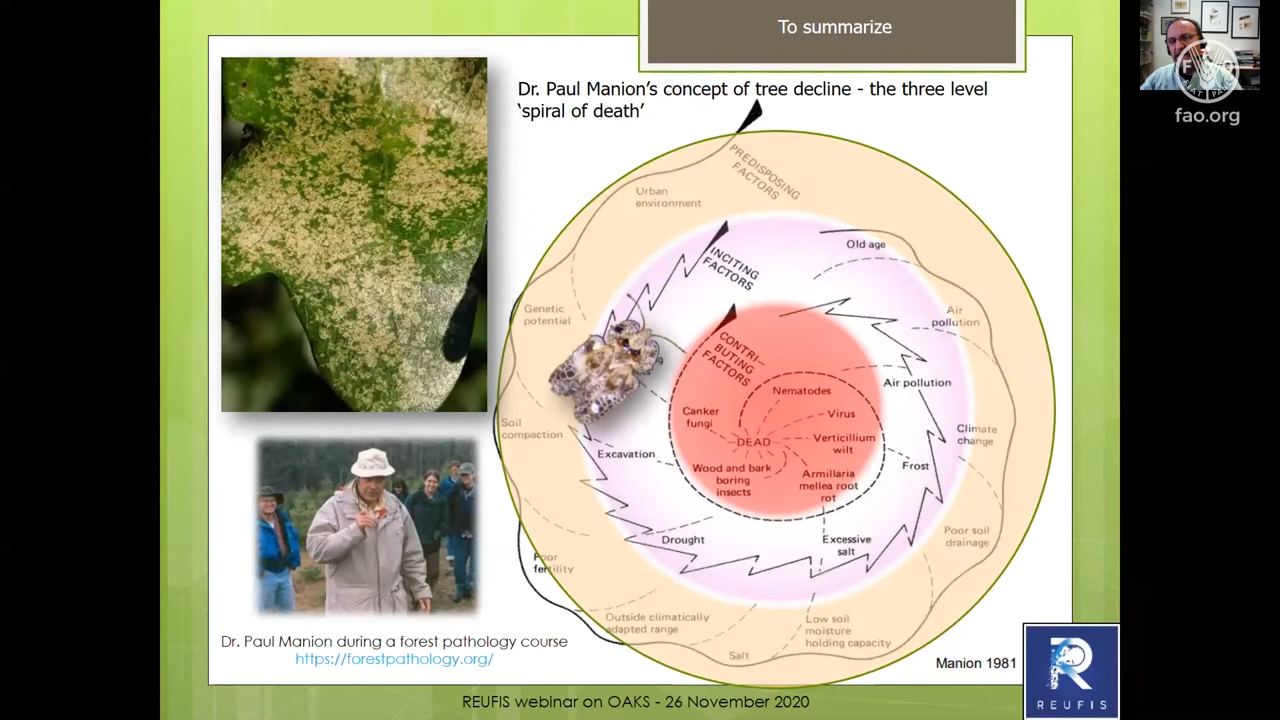 To summarize
FAO
FIAT PANIS
fao.org
Dr. Paul Manion's concept of tree decline - the three level
'spiral of death'
PREDISPOSING
FACTORS
Urban
environment
INCITING
FACTORS
Old age
Genetic
potential
Air
pollution
CONTRI-
BUTING
FACTORS
Air pollution
Nematodes
Canker
fungi
Virus
Soil
compaction
Climate
change
DEAD
Verticillium
wilt
Excavation
Frost
Wood and bark
boring
insects
Armillaria
mellea root
rot
Drought
Excessive
salt
Poor soil
drainage
Poor
fertility
Outside climatically
adapted range
Low soil
moisture
holding capacity
Salt
Manion 1981
Dr. Paul Manion during a forest pathology course
https://forestpathology.org/
R
REUFIS
REUFIS webinar on OAKS - 26 November 2020